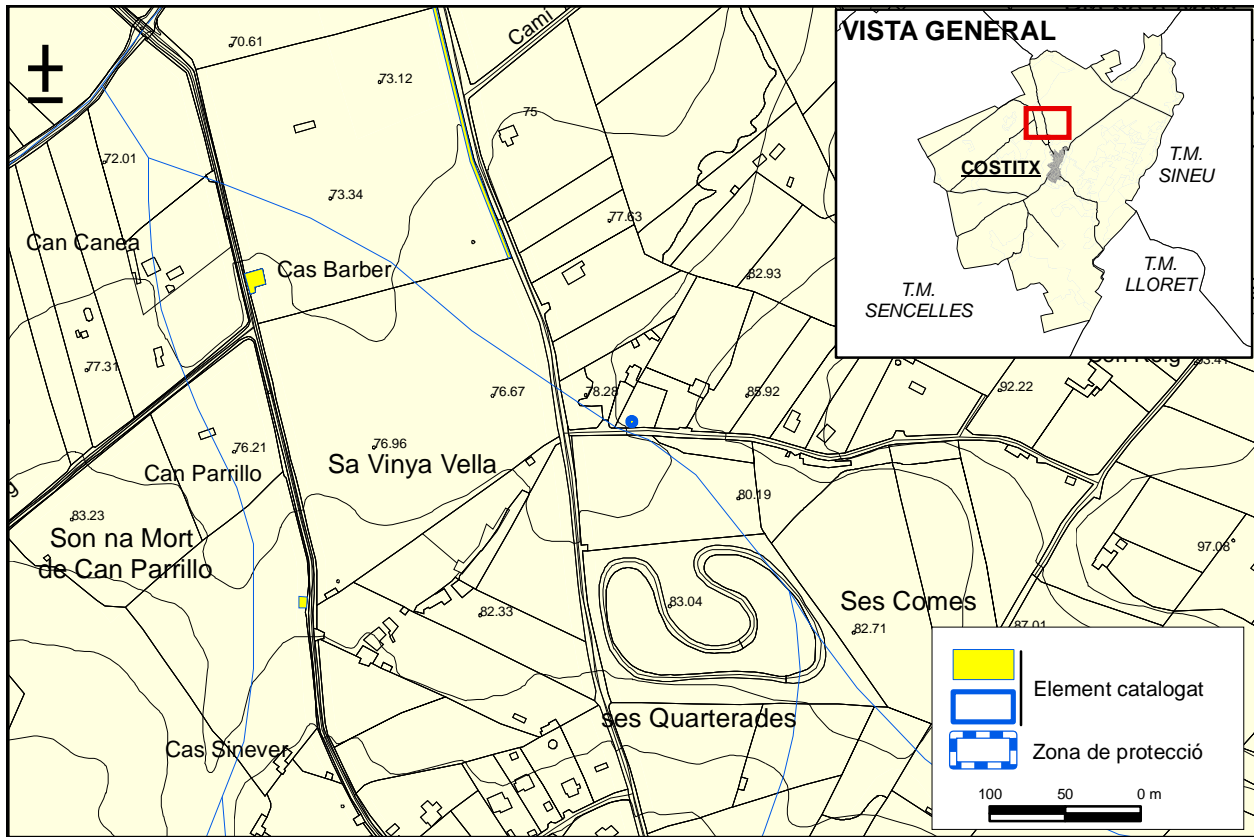 VISTA GENERAL
COSTITX
T.M.
SINEU
T.M.
LLORET
T.M.
SENCELLES
70.61
Camí
73.12
75
72.01
73.34
77.63
Can Canea
Cas Barber
82.93
77.31
76.67
78.28
85.92
92.22
76.21
76.96
Can Parrillo
Sa Vinya Vella
80.19
83.23
Son na Mort
de Can Parrillo
97.08
82.33
83.04
Ses Comes
82.71
87.01
ses Quarterades
Cas Sinever
Element catalogat
Zona de protecció
100 50 0 m